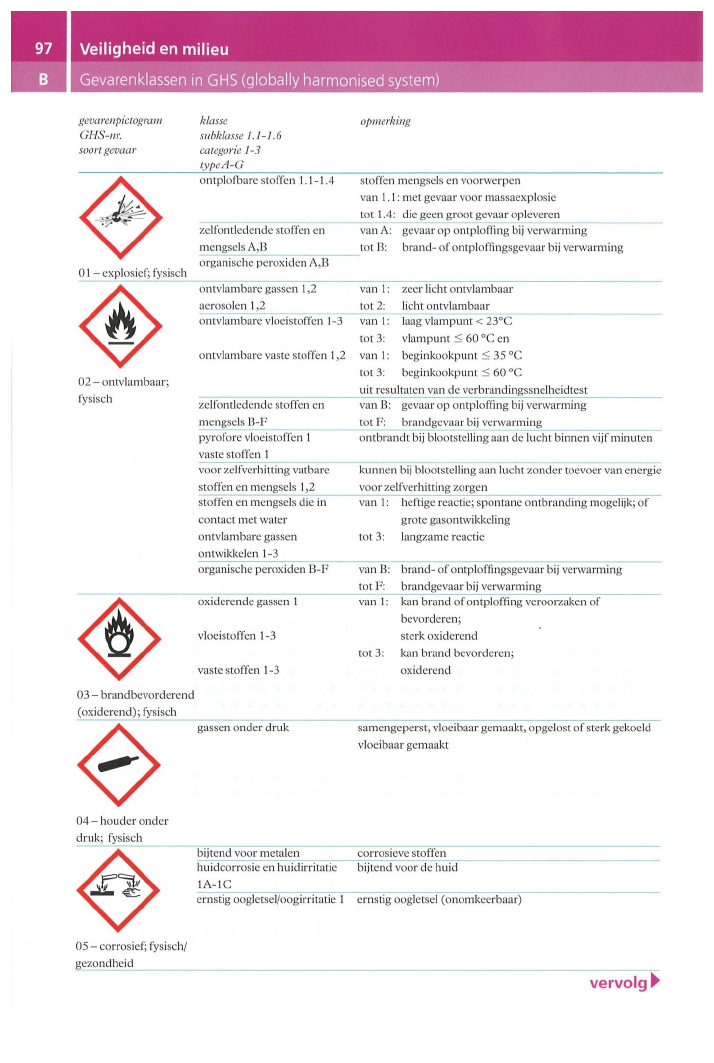 97 Veiligheid en milieu
B Gevarenklassen in GHS (globally harmonised system)
gevarenpictogram klasse opmerking
GHS-nr. subklasse 1.1-1.6
soort gevaar categorie 1-3
type A-G
ontplofbare stoffen 1.1-1.4 stoffen mengsels en voorwerpen
van 1.1: met gevaar voor massaexplosie
tot 1.4: die geen groot gevaar opleveren
zelfontledende stoffen en van A: gevaar op ontploffing bij verwarming
mengsels A,B tot B: brand- of ontploffingsgevaar bij verwarming
organische peroxiden A,B
01 – explosief; fysisch
ontvlambare gassen 1,2 van 1: zeer licht ontvlambaar
aerosolen 1,2 tot 2: licht ontvlambaar
ontvlambare vloeistoffen 1-3 van 1: laag vlampunt < 23°C
tot 3: vlampunt ≤ 60 °C en
ontvlambare vaste stoffen 1,2 van 1: beginkookpunt ≤ 35 °C
tot 3: beginkookpunt ≤ 60 °C
02 – ontvlambaar;
fysisch uit resultaten van de verbrandingssnelheidtest
zelfontledende stoffen en van B: gevaar op ontploffing bij verwarming
mengsels B-F tot F: brandgevaar bij verwarming
pyrofore vloeistoffen 1 ontbrandt bij blootstelling aan de lucht binnen vijf minuten
vaste stoffen 1
voor zelfverhitting vatbare kunnen bij blootstelling aan lucht zonder toevoer van energie
stoffen en mengsels 1,2 voor zelfverhitting zorgen
stoffen en mengsels die in van 1: heftige reactie; spontane ontbranding mogelijk; of
contact met water grote gasontwikkeling
ontvlambare gassen tot 3: langzame reactie
ontwikkelen 1-3
organische peroxiden B-F van B: brand- of ontploffingsgevaar bij verwarming
tot F: brandgevaar bij verwarming
oxiderende gassen 1 van 1: kan brand of ontploffing veroorzaken of
bevorderen;
vloeistoffen 1-3 sterk oxiderend
tot 3: kan brand bevorderen;
vaste stoffen 1-3 oxiderend
03 – brandbevorderend
(oxiderend); fysisch
gassen onder druk samengeperst, vloeibaar gemaakt, opgelost of sterk gekoeld
vloeibaar gemaakt
04 – houder onder
druk; fysisch
bijtend voor metalen corrosieve stoffen
huidcorrosie en huidirritatie bijtend voor de huid
1A-1C
ernstig oogletsel/oogirritatie 1 ernstig oogletsel (onomkeerbaar)
05 – corrosief; fysisch/
gezondheid
vervolg